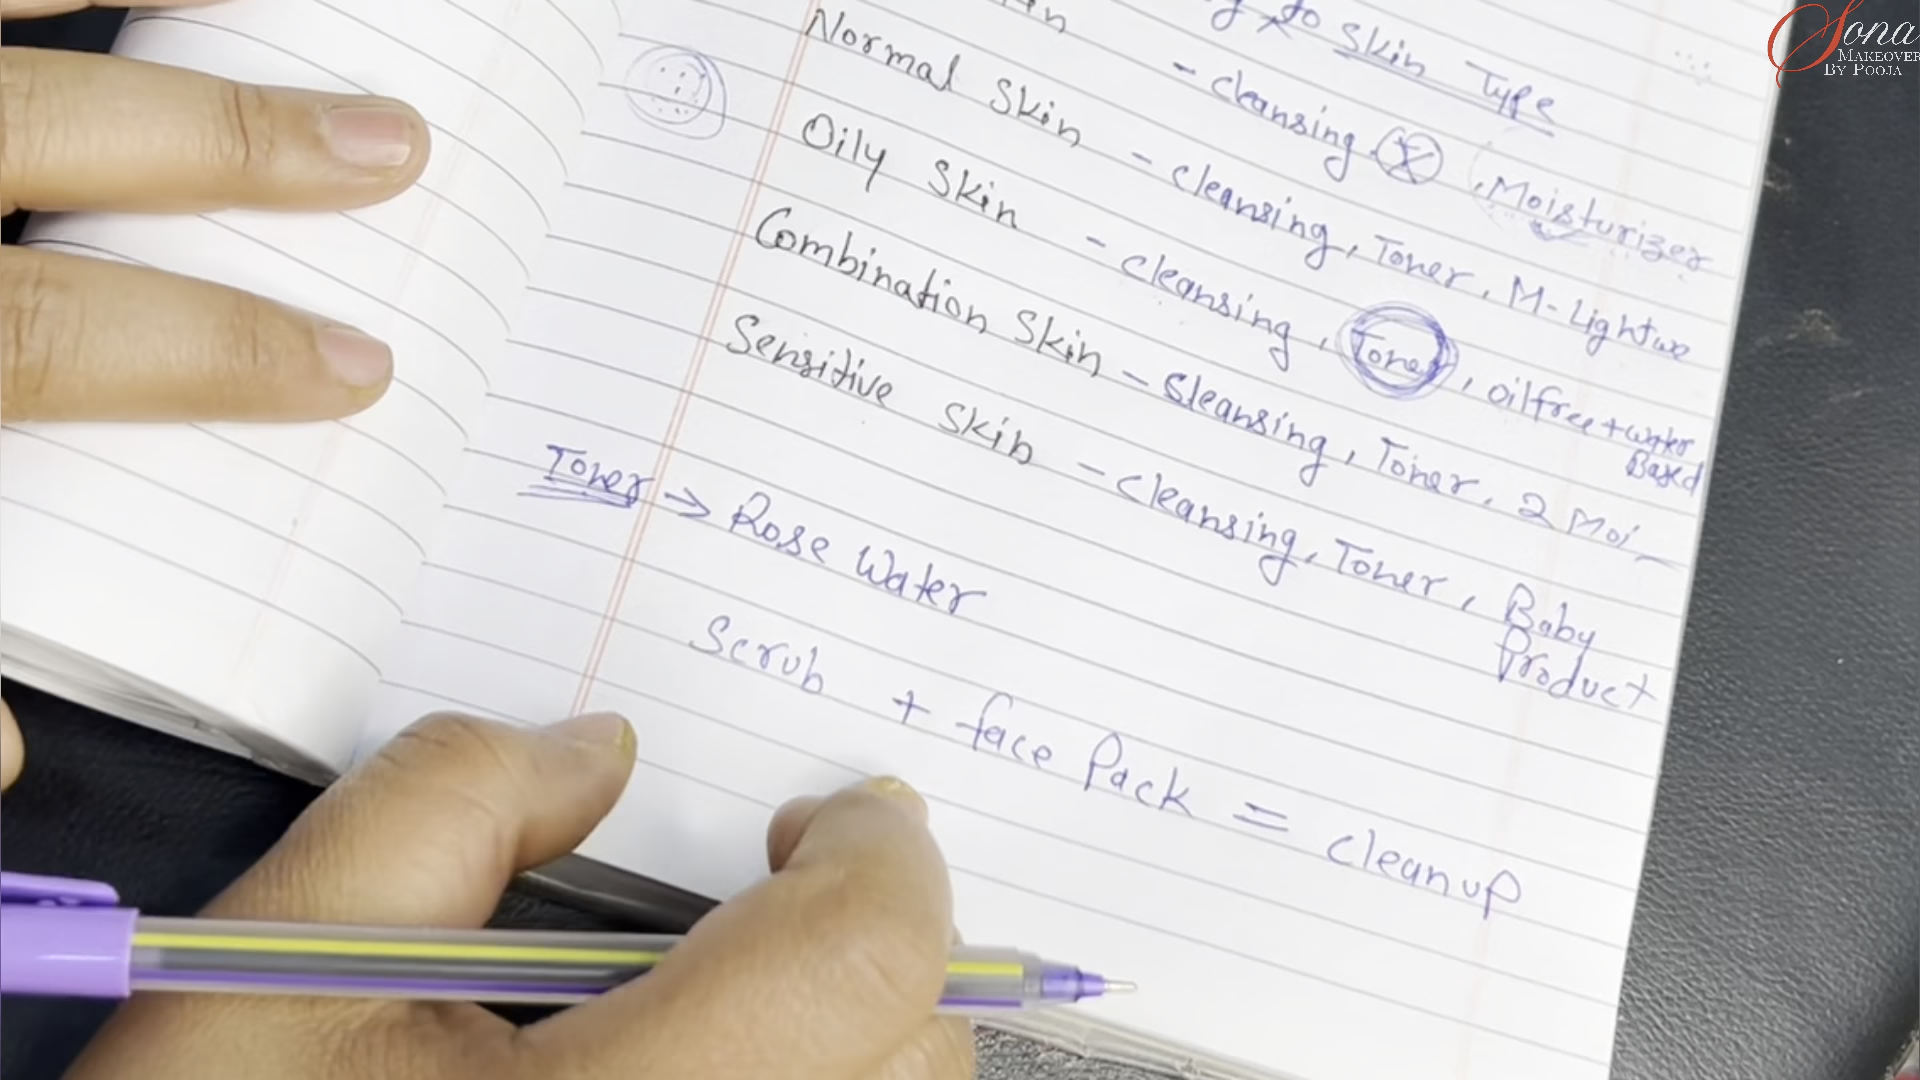 to Skin Type
- cleansing , Moisturizer
Normal Skin - cleansing, Toner, M-Lightwe
Oily Skin - cleansing, Toner, oilfree + water Based
Combination Skin - Sleansing, Toner, 2 Moi -
Sensitive Skin - cleansing, Toner, Baby Product
Toner → Rose Water
Scrub + face Pack = cleanup
Sona
MAKEOVER
BY POOJA